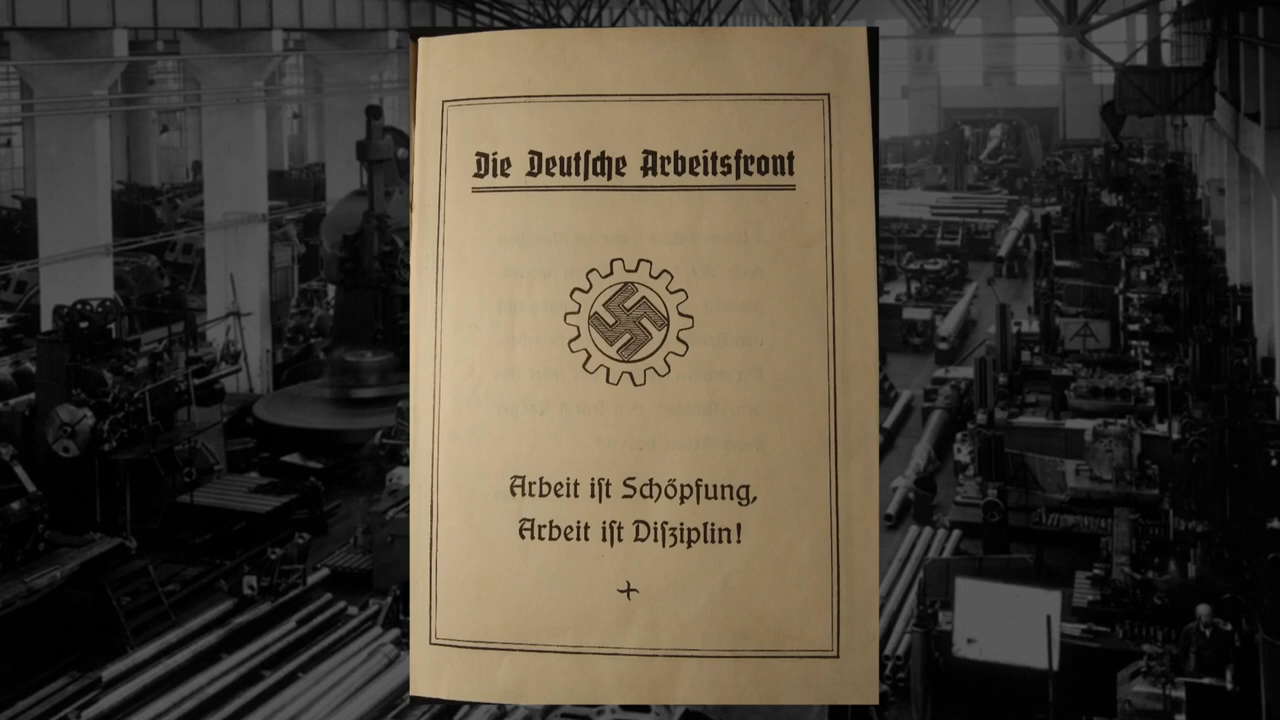 Die Deutſche Arbeitsfront
Arbeit iſt Schöpfung,
Arbeit iſt Diſziplin!